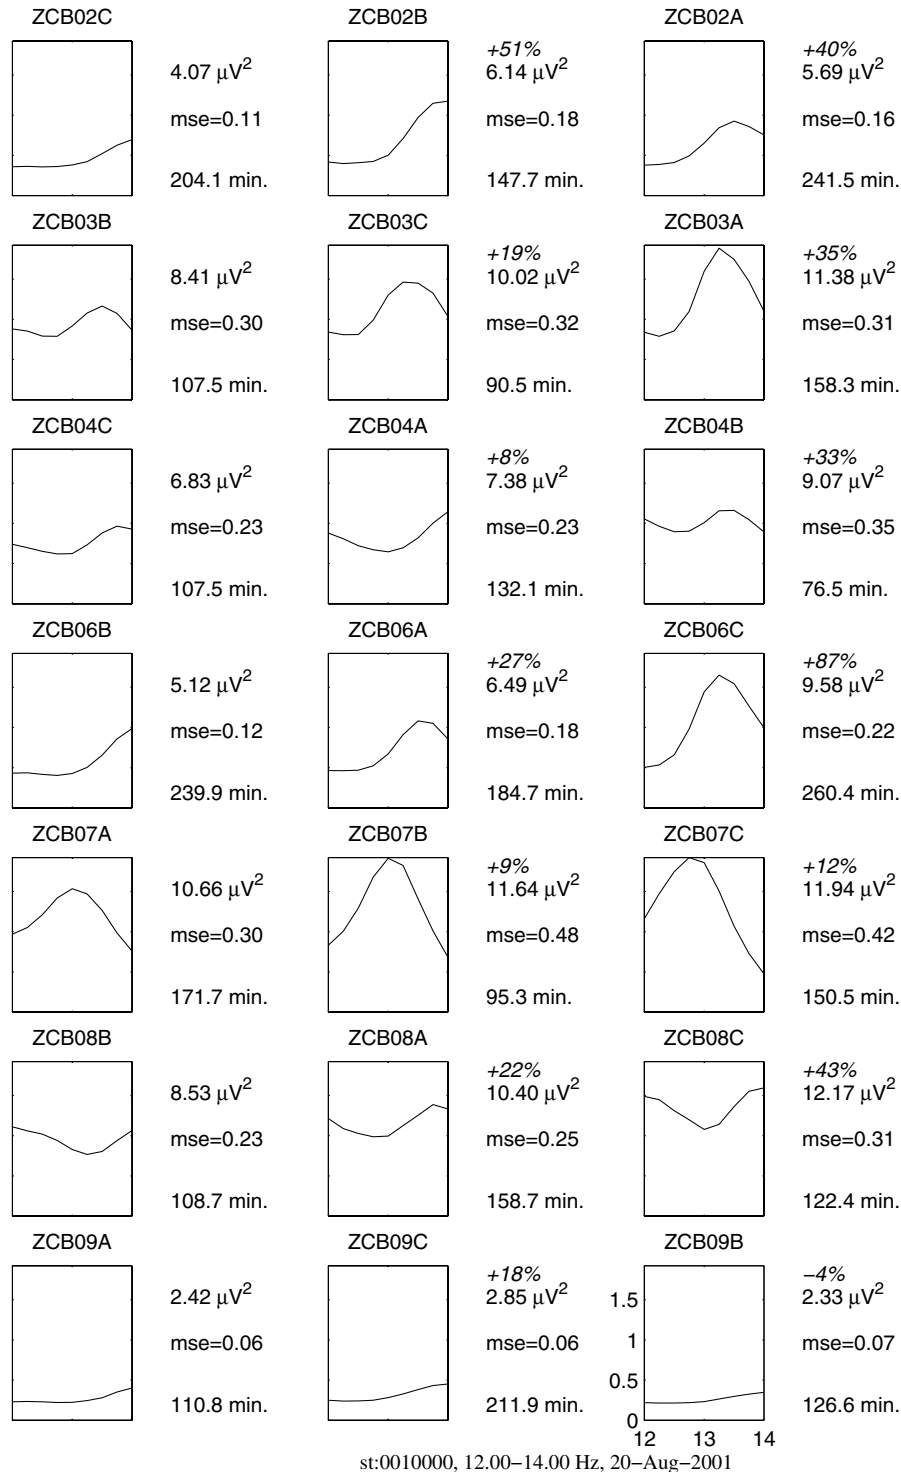 ZCB02C ZCB02B ZCB02A
+51% +40%
4.07 μV² 6.14 μV² 5.69 μV²
mse=0.11 mse=0.18 mse=0.16
204.1 min. 147.7 min. 241.5 min.
ZCB03B ZCB03C ZCB03A
+19% +35%
8.41 μV² 10.02 μV² 11.38 μV²
mse=0.30 mse=0.32 mse=0.31
107.5 min. 90.5 min. 158.3 min.
ZCB04C ZCB04A ZCB04B
+8% +33%
6.83 μV² 7.38 μV² 9.07 μV²
mse=0.23 mse=0.23 mse=0.35
107.5 min. 132.1 min. 76.5 min.
ZCB06B ZCB06A ZCB06C
+27% +87%
5.12 μV² 6.49 μV² 9.58 μV²
mse=0.12 mse=0.18 mse=0.22
239.9 min. 184.7 min. 260.4 min.
ZCB07A ZCB07B ZCB07C
+9% +12%
10.66 μV² 11.64 μV² 11.94 μV²
mse=0.30 mse=0.48 mse=0.42
171.7 min. 95.3 min. 150.5 min.
ZCB08B ZCB08A ZCB08C
+22% +43%
8.53 μV² 10.40 μV² 12.17 μV²
mse=0.23 mse=0.25 mse=0.31
108.7 min. 158.7 min. 122.4 min.
ZCB09A ZCB09C ZCB09B
+18% −4%
2.42 μV² 2.85 μV² 1.5 2.33 μV²
mse=0.06 mse=0.06 1 mse=0.07
0.5
110.8 min. 211.9 min. 0 126.6 min.
12 13 14
st:0010000, 12.00−14.00 Hz, 20−Aug−2001